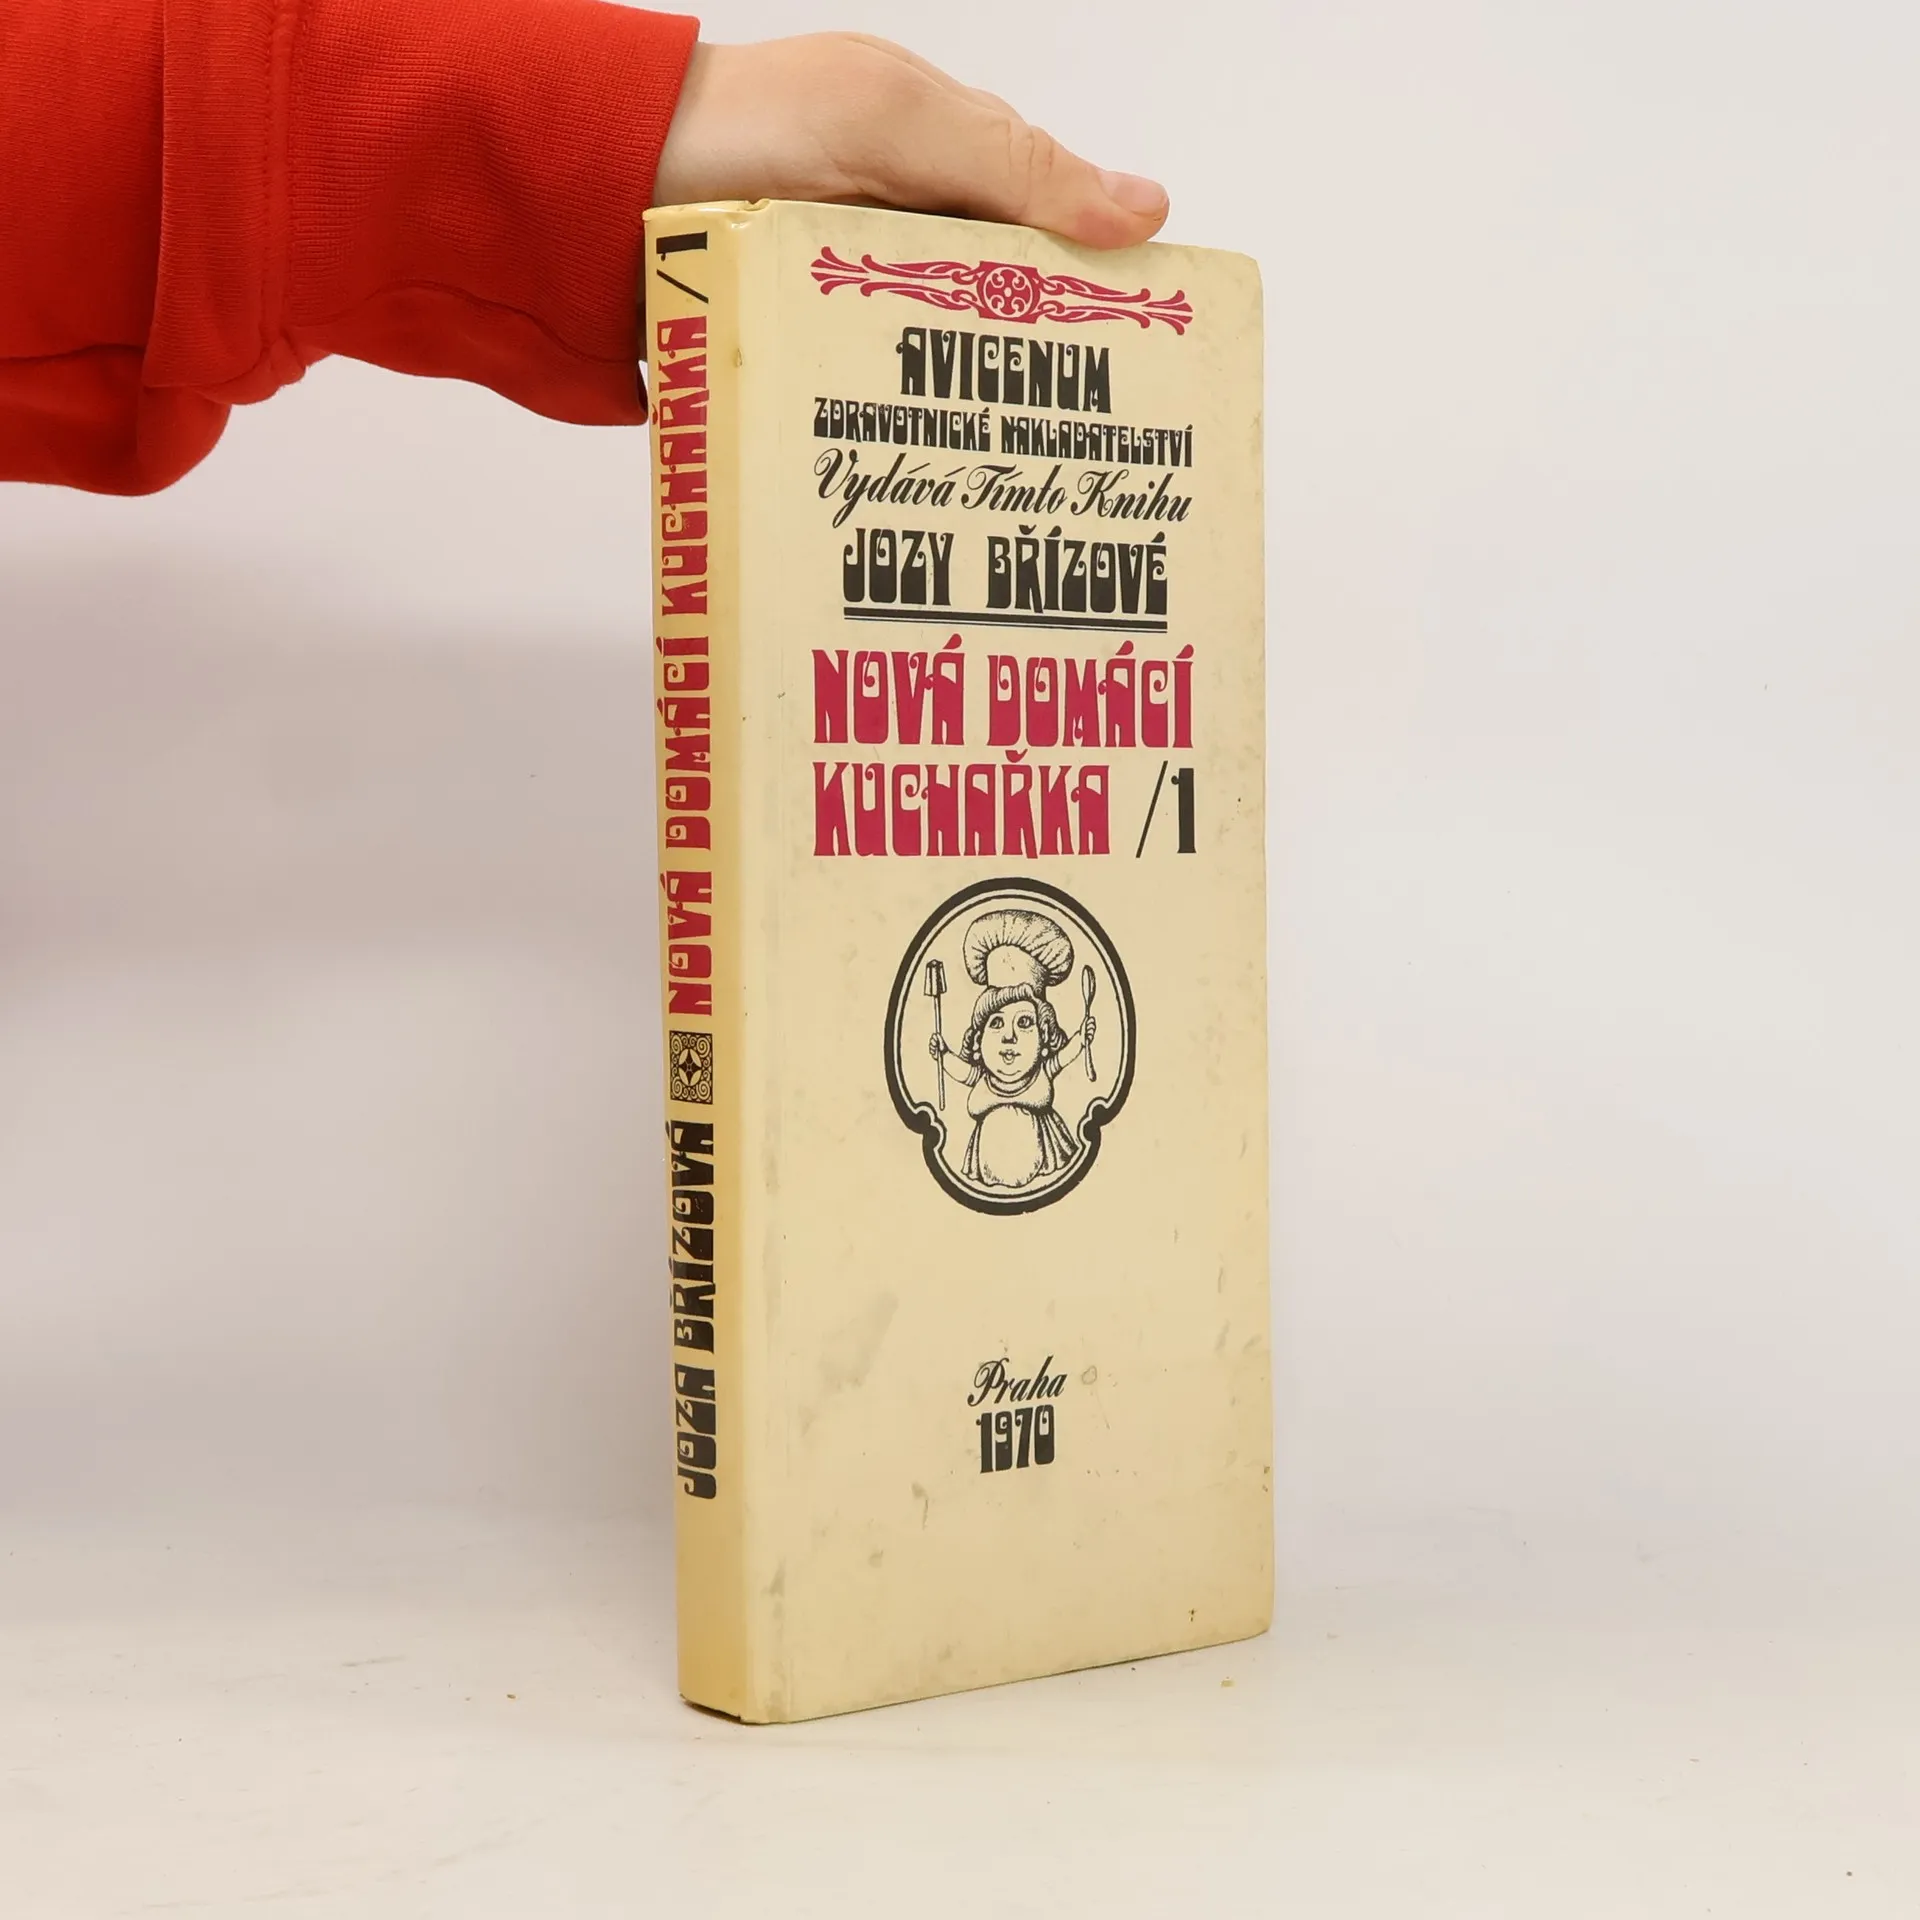 AVICENUM
ZDRAVOTNICKÉ NAKLADATELSTVÍ
Vydává Tímto Knihu
JOZY BŘÍZOVÉ
NOVÁ DOMÁCÍ
KUCHAŘKA /1
Praha
1970
JOZA BŘÍZOVÁ NOVÁ DOMÁCÍ KUCHAŘKA /1